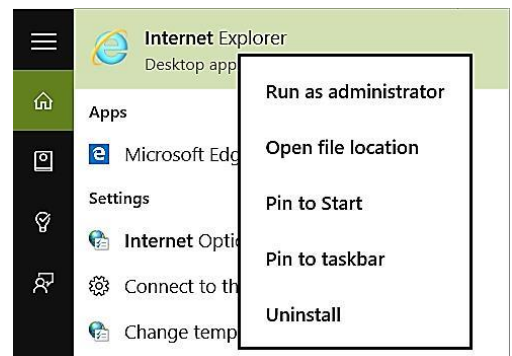 Internet Explorer
Desktop app
Apps
Microsoft Edg
Settings
Internet Optio
Connect to th
Change temp
Run as administrator
Open file location
Pin to Start
Pin to taskbar
Uninstall